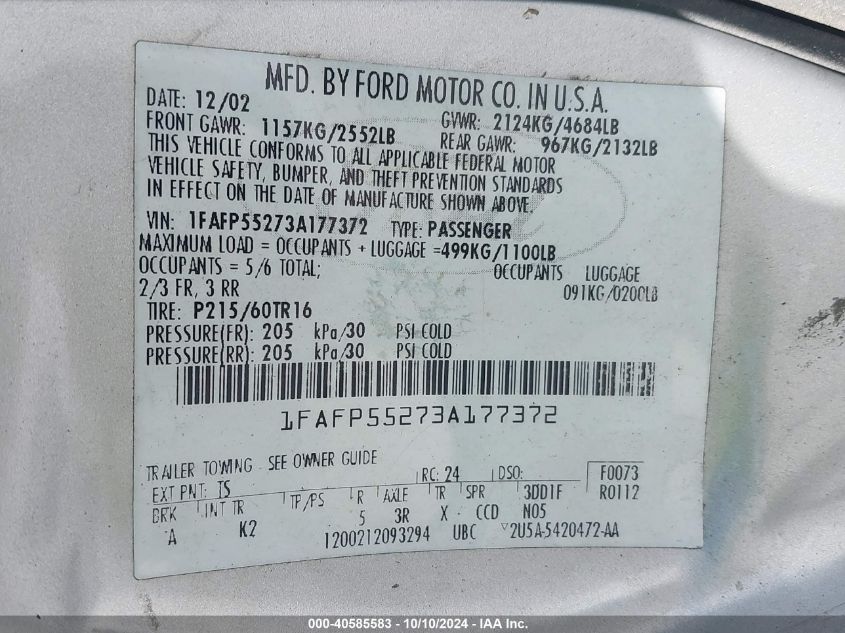 MFD. BY FORD MOTOR CO. IN U.S.A.
DATE: 12/02 GVWR: 2124KG/4684LB
FRONT GAWR: 1157KG/2552LB REAR GAWR: 967KG/2132LB
THIS VEHICLE CONFORMS TO ALL APPLICABLE FEDERAL MOTOR
VEHICLE SAFETY, BUMPER, AND THEFT PREVENTION STANDARDS
IN EFFECT ON THE DATE OF MANUFACTURE SHOWN ABOVE.
VIN: 1FAFP55273A177372 TYPE: PASSENGER
MAXIMUM LOAD = OCCUPANTS + LUGGAGE =499KG/1100LB
OCCUPANTS = 5/6 TOTAL; OCCUPANTS LUGGAGE
2/3 FR, 3 RR 091KG/0200LB
TIRE: P215/60TR16
PRESSURE(FR): 205 kPa/30 PSI COLD
PRESSURE(RR): 205 kPa/30 PSI COLD
1FAFP55273A177372
TRAILER TOWING - SEE OWNER GUIDE
EXT PNT: TS RC: 24 DSO: F0073
BRK INT TR TP/PS R AXLE TR SPR 3DD1F R0112
A K2 5 3R X CCD N05
1200212093294 UBC V2U5A-5420472-AA
000-40585583 - 10/10/2024 - IAA Inc.